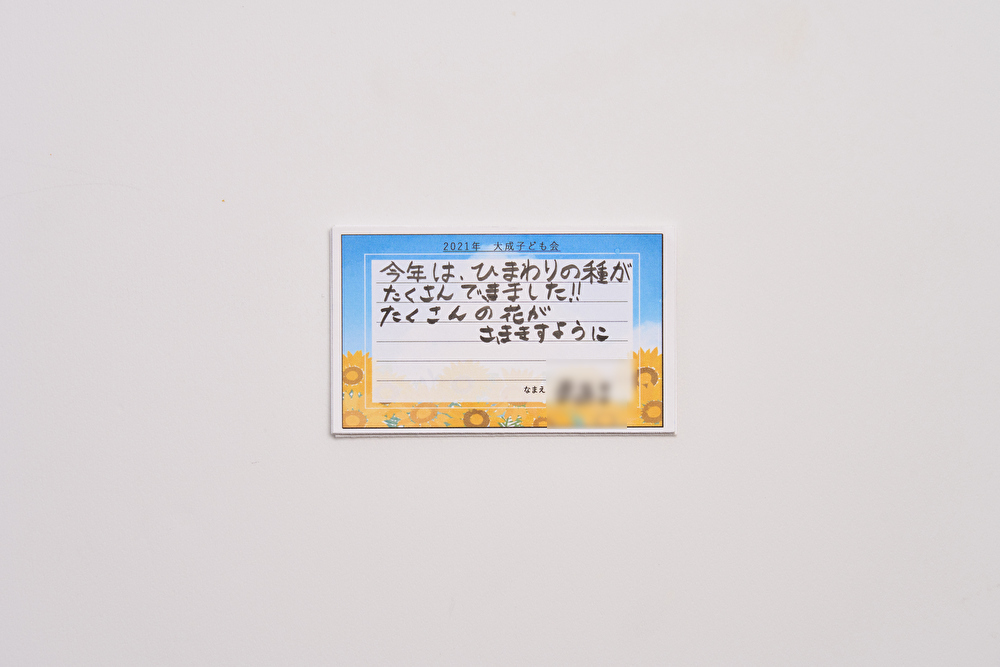 2021年 大成子ども会
今年は、ひまわりの種が
たくさんできました!!
たくさんの花が
さきますように
なまえ